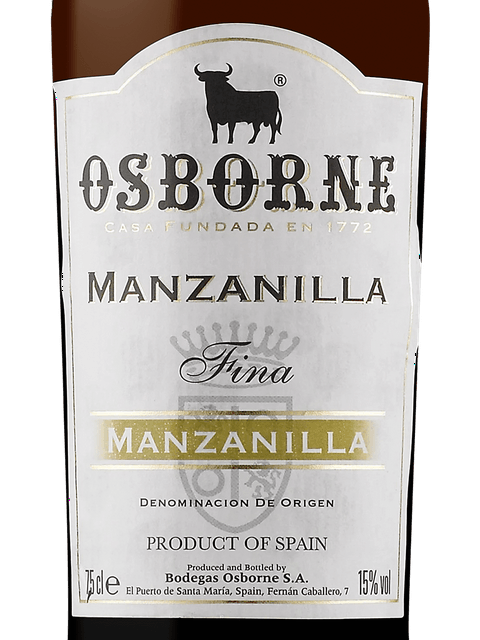 ®
OSBORNE
CASA FUNDADA EN 1772
MANZANILLA
Fina
MANZANILLA
DENOMINACION DE ORIGEN
PRODUCT OF SPAIN
Produced and Bottled by
Bodegas Osborne S.A.
75 cl e El Puerto de Santa María, Spain, Fernán Caballero, 7 15% vol